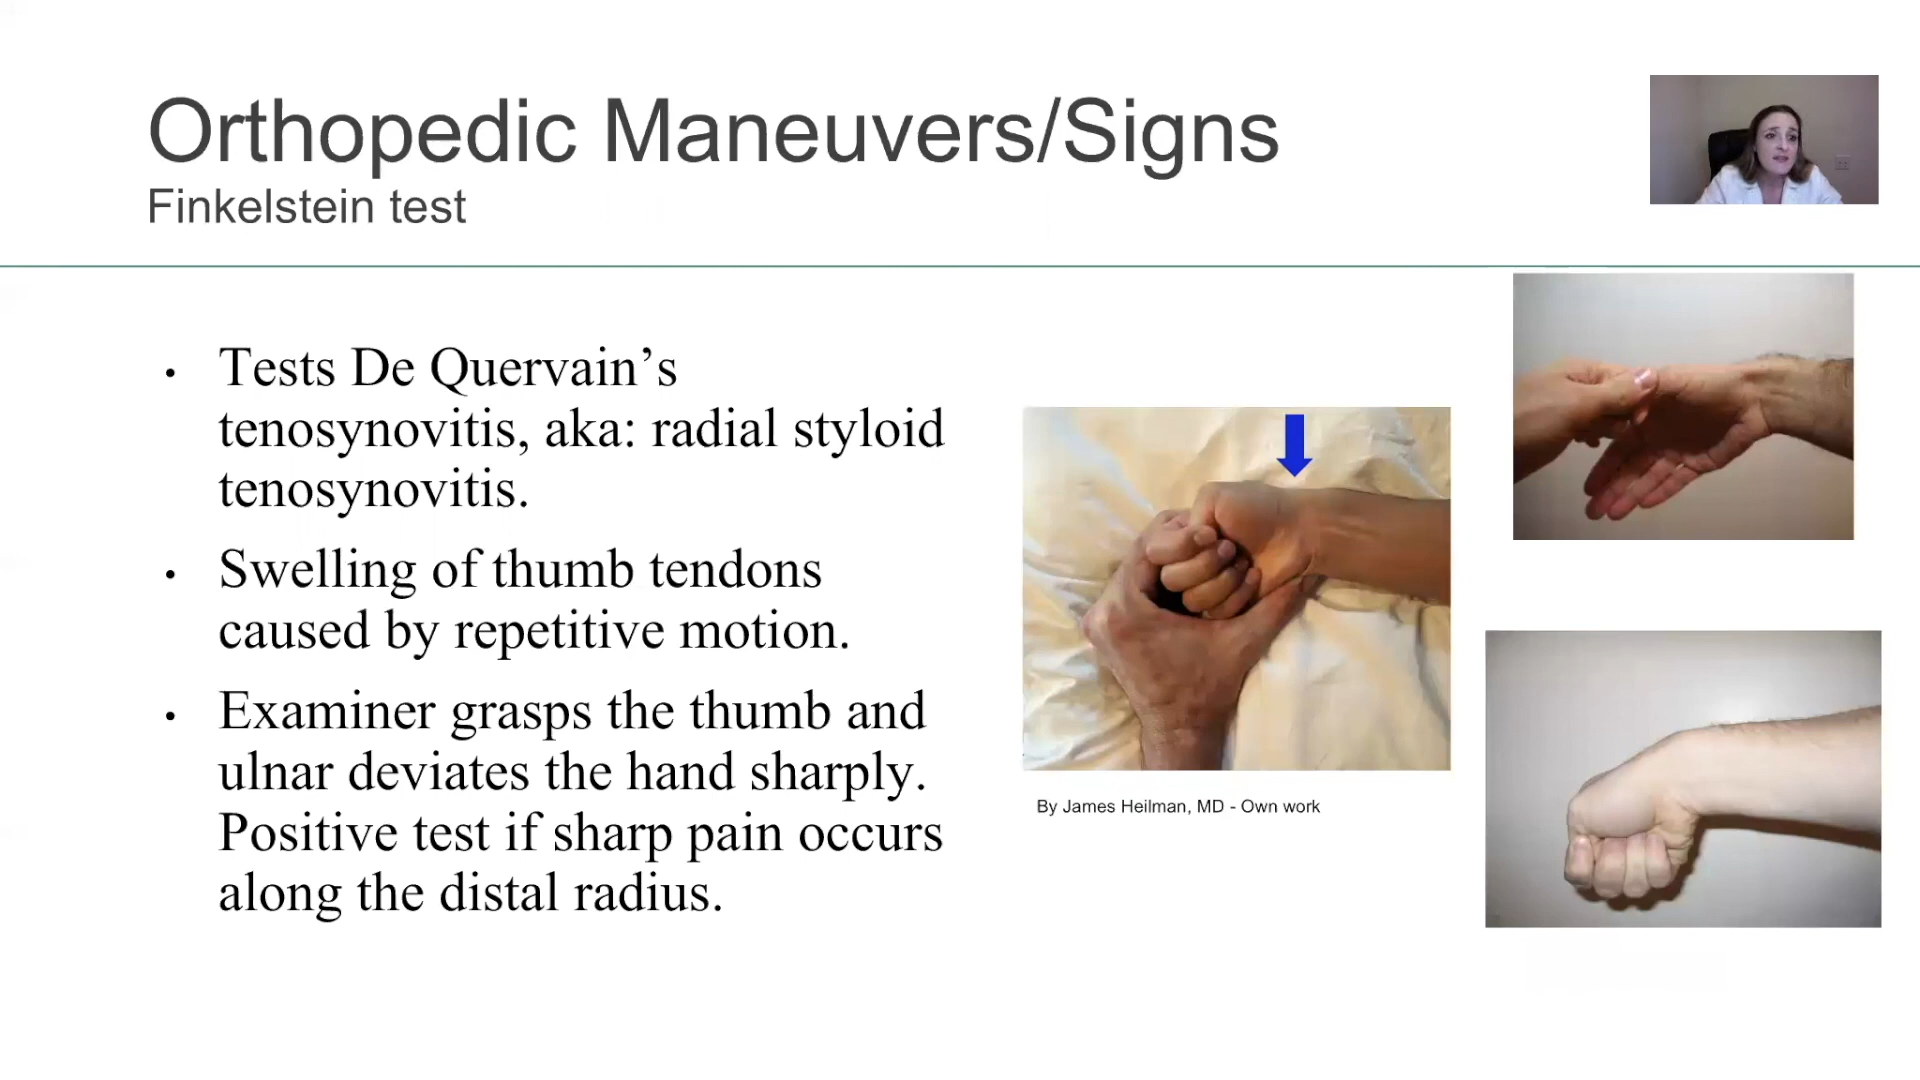 Orthopedic Maneuvers/Signs
Finkelstein test
• Tests De Quervain’s
tenosynovitis, aka: radial styloid
tenosynovitis.
• Swelling of thumb tendons
caused by repetitive motion.
• Examiner grasps the thumb and
ulnar deviates the hand sharply.
Positive test if sharp pain occurs
along the distal radius.
By James Heilman, MD - Own work